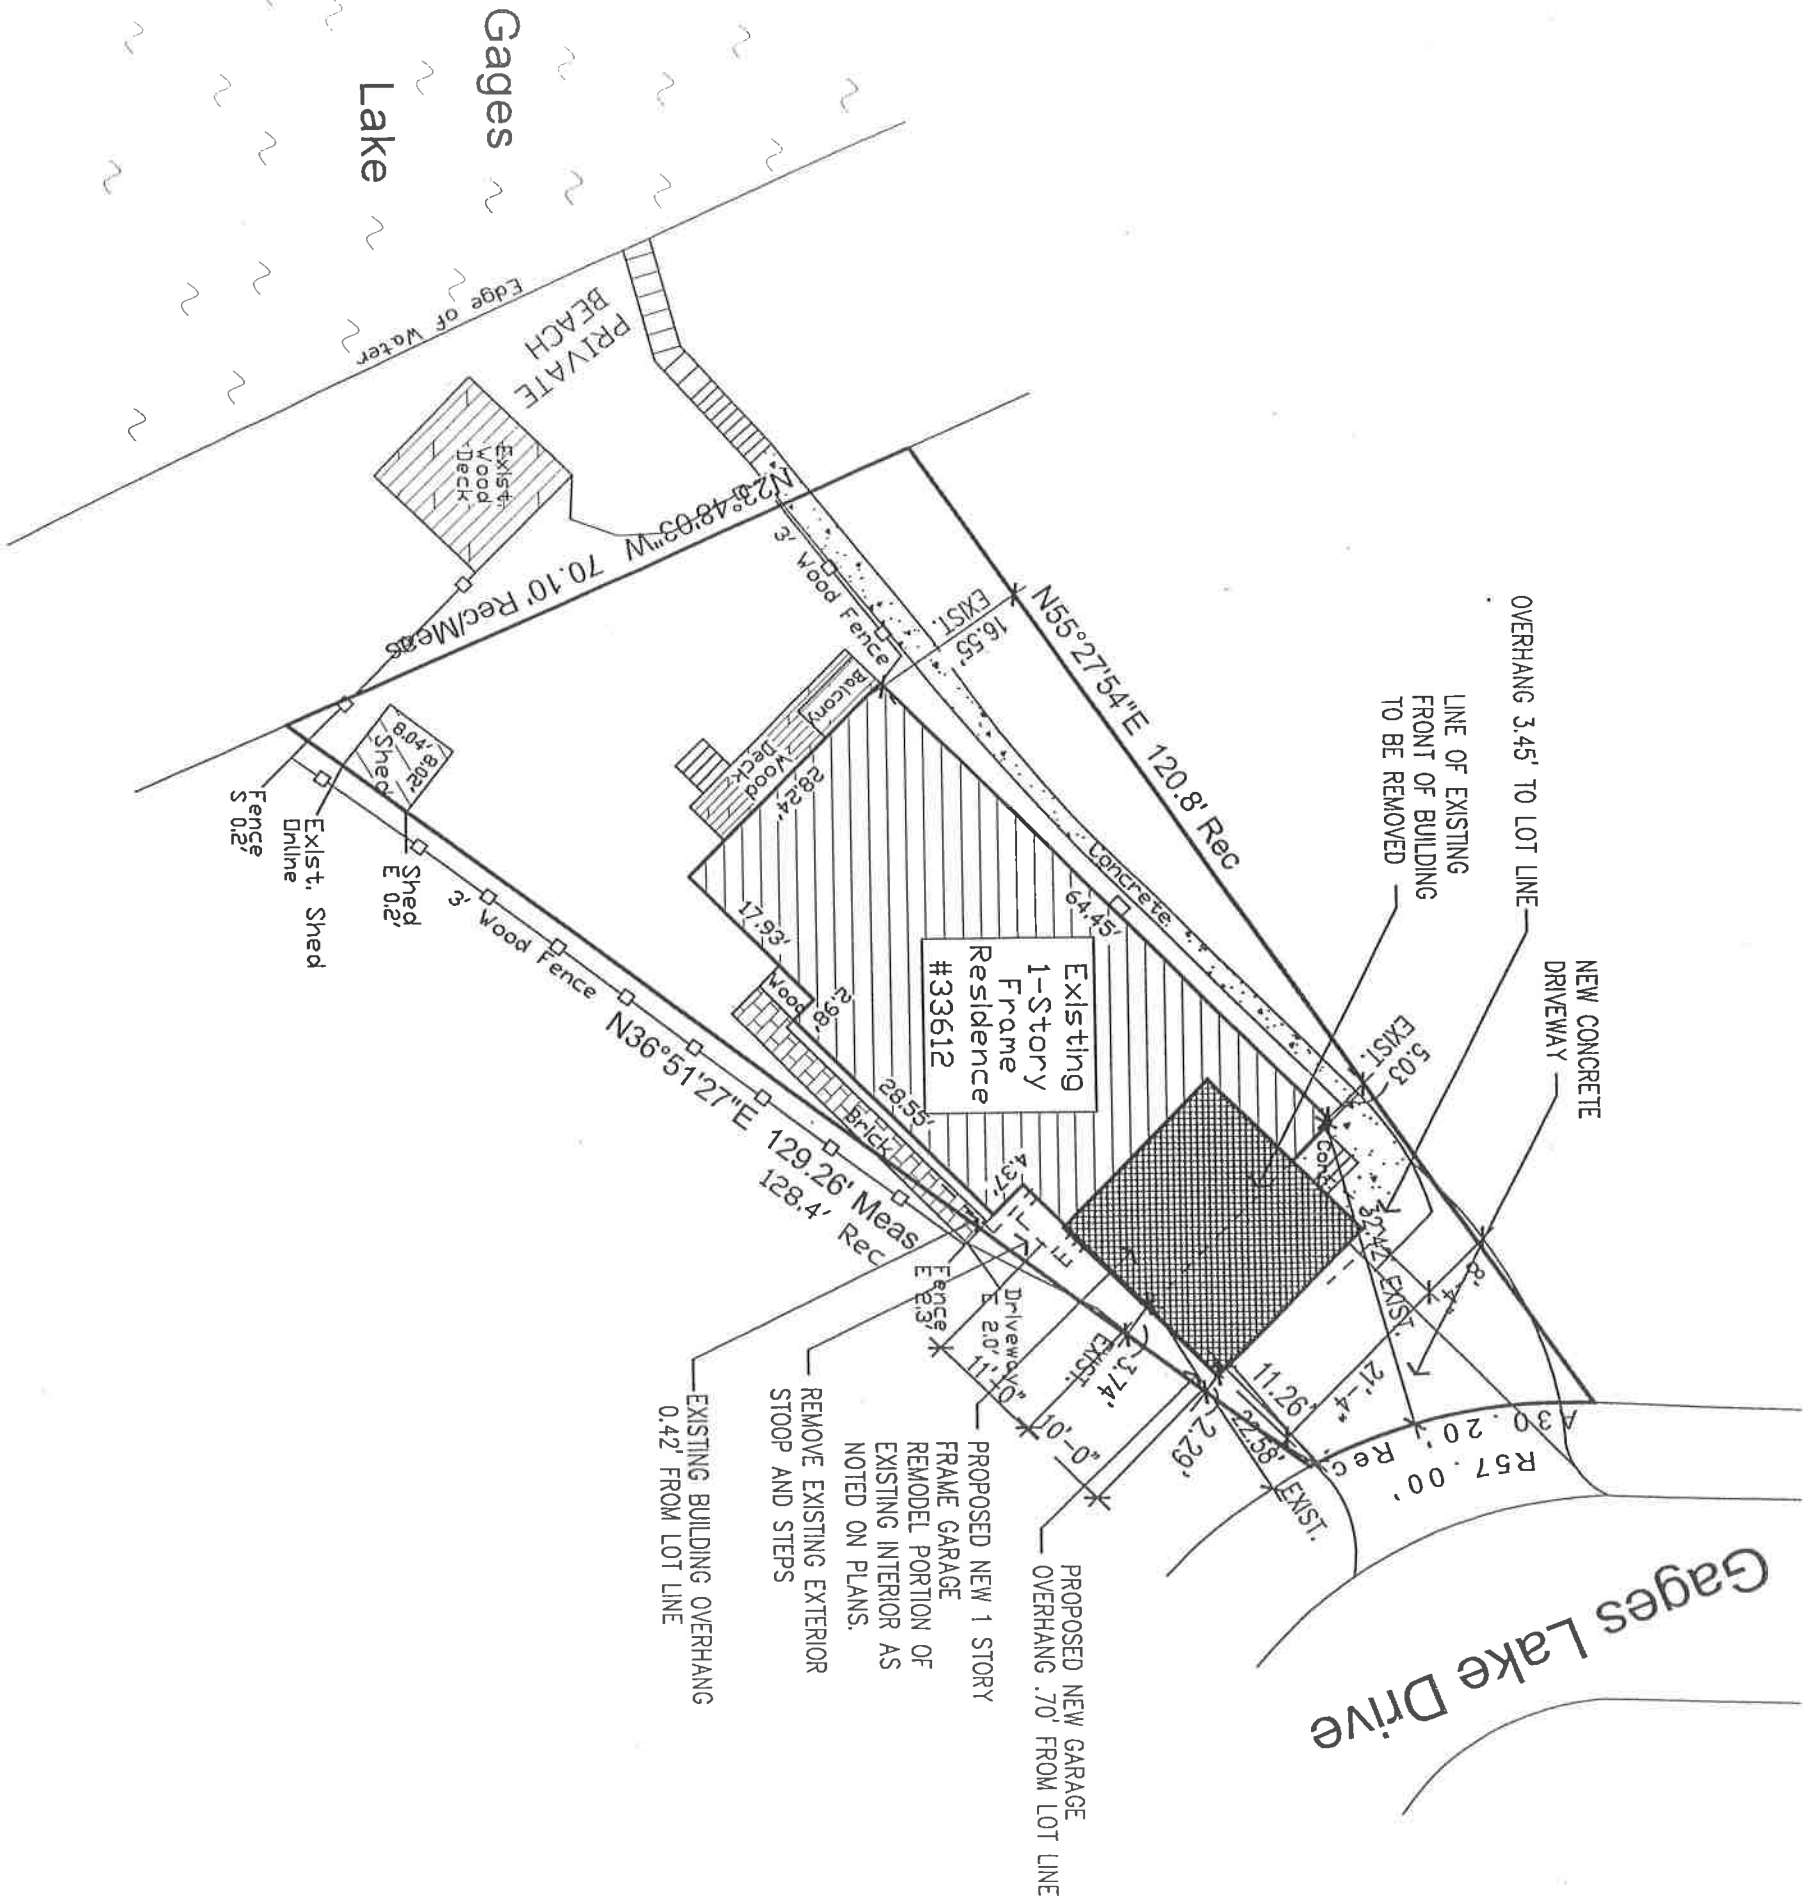 Gages
Lake
Edge of Water
PRIVATE
BEACH
Exist.
Wood
Deck
N23°48'03"W 70.10' Rec/Meas
3' Wood Fence
EXIST.
16.55'
N55°27'54"E 120.8' Rec
OVERHANG 3.45' TO LOT LINE
LINE OF EXISTING
FRONT OF BUILDING
TO BE REMOVED
NEW CONCRETE
DRIVEWAY
EXIST.
5.03
Concrete
64.45'
Balcony
Wood
Deck
28.24'
17.93'
Wood
2.98'
Existing
1-Story
Frame
Residence
#33612
28.55'
Brick
4.37'
Conc
32.42' EXIST.
8'-4"
21'-4"
11.26'
22.58'
EXIST.
2.29'
3.74'
EXIST.
10'-0"
11'-0"
Driveway
E 2.0'
Fence
E 2.3'
A 30.20' Rec.
R57.00'
Gages Lake Drive
8.04'
8.02'
Shed
Shed
E 0.2'
Exist. Shed
Online
Fence
S 0.2'
3' Wood Fence
N36°51'27"E 129.26' Meas
128.4' Rec
PROPOSED NEW GARAGE
OVERHANG .70' FROM LOT LINE
PROPOSED NEW 1 STORY
FRAME GARAGE
REMODEL PORTION OF
EXISTING INTERIOR AS
NOTED ON PLANS.
REMOVE EXISTING EXTERIOR
STOOP AND STEPS
EXISTING BUILDING OVERHANG
0.42' FROM LOT LINE